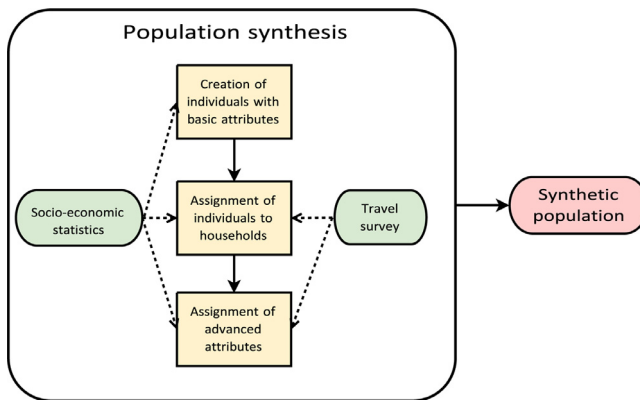 Population synthesis
Creation of
individuals with
basic attributes
Socio-economic
statistics
Assignment of
individuals to
households
Travel
survey
Synthetic
population
Assignment of
advanced
attributes